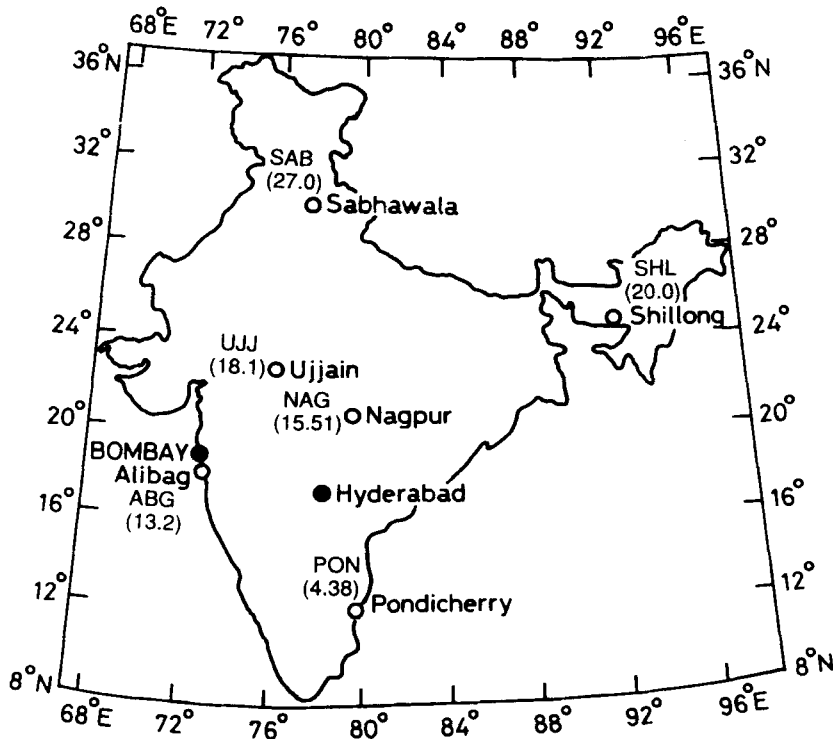 68°E 72° 76° 80° 84° 88° 92° 96°E
36°N 36°N
32° 32°
SAB
(27.0)
Sabhawala
28° 28°
SHL
(20.0)
Shillong
24° 24°
UJJ
(18.1) Ujjain
NAG
(15.51) Nagpur
20° 20°
BOMBAY
Alibag
ABG
(13.2)
Hyderabad
16° 16°
PON
(4.38)
Pondicherry
12° 12°
8°N 8°N
68°E 72° 76° 80° 84° 88° 92° 96°E